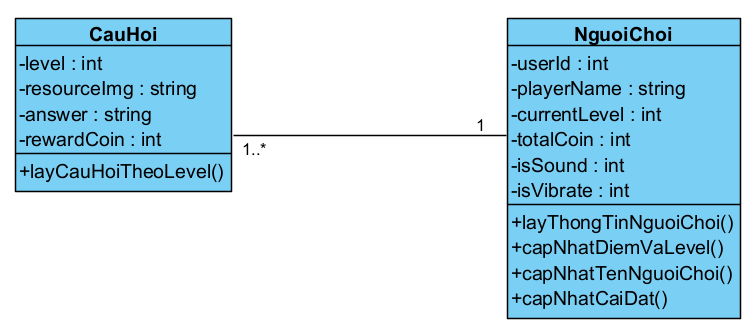 CauHoi
-level : int
-resourceImg : string
-answer : string
-rewardCoin : int
+layCauHoiTheoLevel()
1..*
1
NguoiChoi
-userId : int
-playerName : string
-currentLevel : int
-totalCoin : int
-isSound : int
-isVibrate : int
+layThongTinNguoiChoi()
+capNhatDiemVaLevel()
+capNhatTenNguoiChoi()
+capNhatCaiDat()